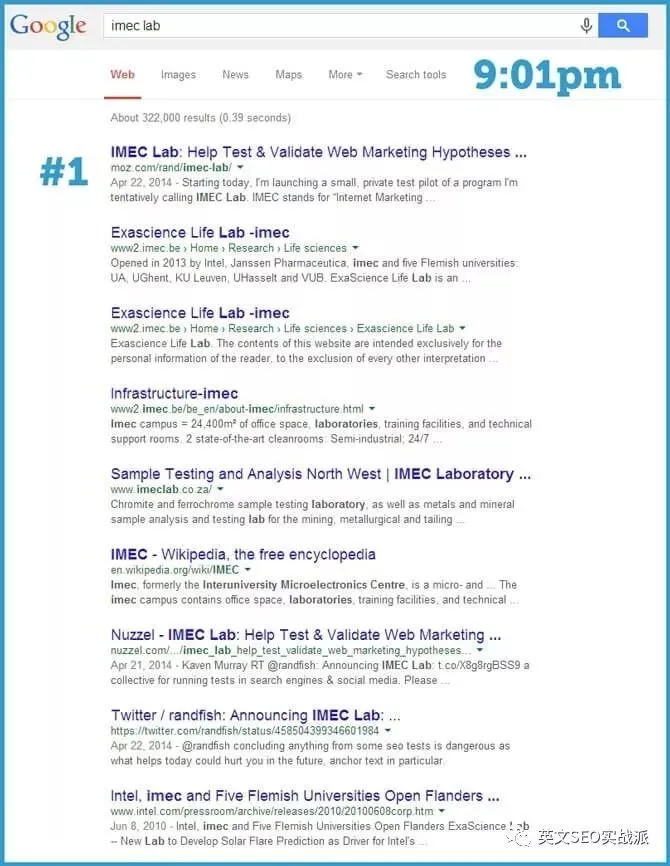 Google imec lab
Web Images News Maps More Search tools
9:01pm
About 322,000 results (0.39 seconds)
#1
IMEC Lab: Help Test & Validate Web Marketing Hypotheses ...
moz.com/rand/imec-lab/
Apr 22, 2014 - Starting today, I'm launching a small, private test pilot of a program I'm
tentatively calling IMEC Lab. IMEC stands for "Internet Marketing ...
Exascience Life Lab -imec
www2.imec.be › Home › Research › Life sciences
Opened in 2013 by Intel, Janssen Pharmaceutica, imec and five Flemish universities:
UA, UGhent, KU Leuven, UHasselt and VUB. ExaScience Life Lab is an ...
Exascience Life Lab -imec
www2.imec.be › Home › Research › Life sciences › Exascience Life Lab
Exascience Life Lab. The contents of this website are intended exclusively for the
personal information of the reader, to the exclusion of every other interpretation ...
Infrastructure-imec
www2.imec.be/be_en/about-imec/infrastructure.html
Imec campus = 24,400m² of office space, laboratories, training facilities, and technical
support rooms. 2 state-of-the-art cleanrooms. Semi-industrial; 24/7 ...
Sample Testing and Analysis North West | IMEC Laboratory ...
www.imeclab.co.za/
Chromite and ferrochrome sample testing laboratory, as well as metals and mineral
sample analysis and testing lab for the mining, metallurgical and tailing ...
IMEC - Wikipedia, the free encyclopedia
en.wikipedia.org/wiki/IMEC
Imec, formerly the Interuniversity Microelectronics Centre, is a micro- and ... The
imec campus contains office space, laboratories, training facilities, and technical ...
Nuzzel - IMEC Lab: Help Test & Validate Web Marketing ...
nuzzel.com/.../imec_lab_help_test_validate_web_marketing_hypotheses...
Apr 21, 2014 - Kaven Murray RT @randfish: Announcing IMEC Lab: t.co/X8g8rgBSS9 a
collective for running tests in search engines & social media. Please ...
Twitter / randfish: Announcing IMEC Lab: ...
https://twitter.com/randfish/status/458504399346601984
Apr 22, 2014 - @randfish concluding anything from some seo tests is dangerous as
what helps today could hurt you in the future, anchor text in particular.
Intel, imec and Five Flemish Universities Open Flanders ...
www.intel.com/pressroom/archive/releases/2010/20100608corp.htm
Jun 8, 2010 - Intel, imec and Five Flemish Universities Open Flanders ExaScience Lab
-- New Lab to Develop Solar Flare Prediction as Driver for Intel's ...
英文SEO实战派